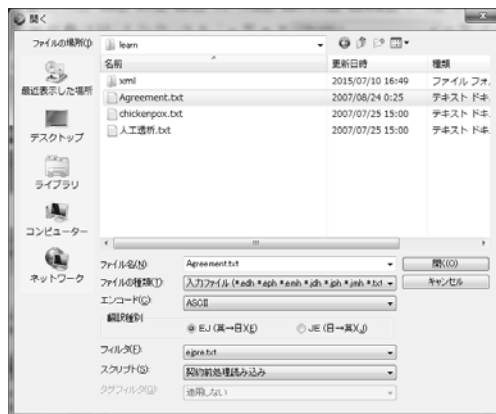 開く
ファイルの場所(I): learn
名前 更新日時 種類
xml 2015/07/10 16:49 ファイル フォ.
Agreement.txt 2007/08/24 0:25 テキスト ドキ.
chickenpox.txt 2007/07/25 15:00 テキスト ドキ.
人工透析.txt 2007/07/25 15:00 テキスト ドキ.
最近表示した場所
デスクトップ
ライブラリ
コンピューター
ネットワーク
ファイル名(N): Agreement.txt 開く(O)
ファイルの種類(T): 入力ファイル (*.edh *.eph *.emh *.jdh *.jph *.jmh *.txt キャンセル
エンコード(C): ASCII
翻訳種別
EJ (英→日)(E) JE (日→英)(J)
フィルタ(F): ejpre.txt
スクリプト(S): 契約前処理読み込み
タグフィルタ(G): 適用しない